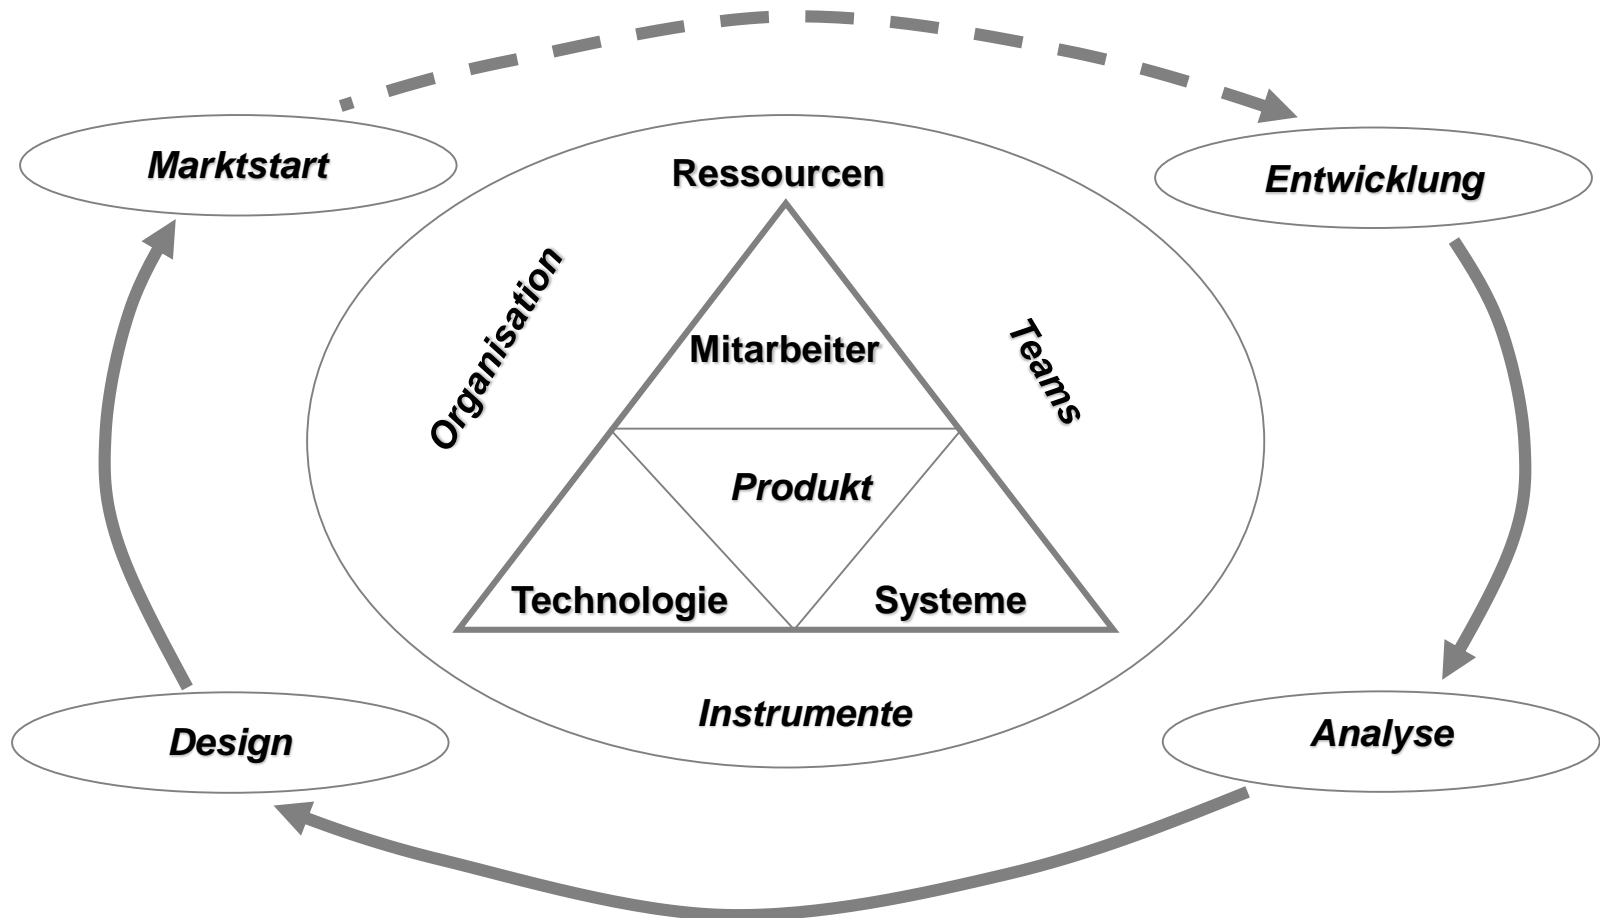 Marktstart
Entwicklung
Ressourcen
Organisation
Teams
Mitarbeiter
Produkt
Technologie
Systeme
Instrumente
Design
Analyse